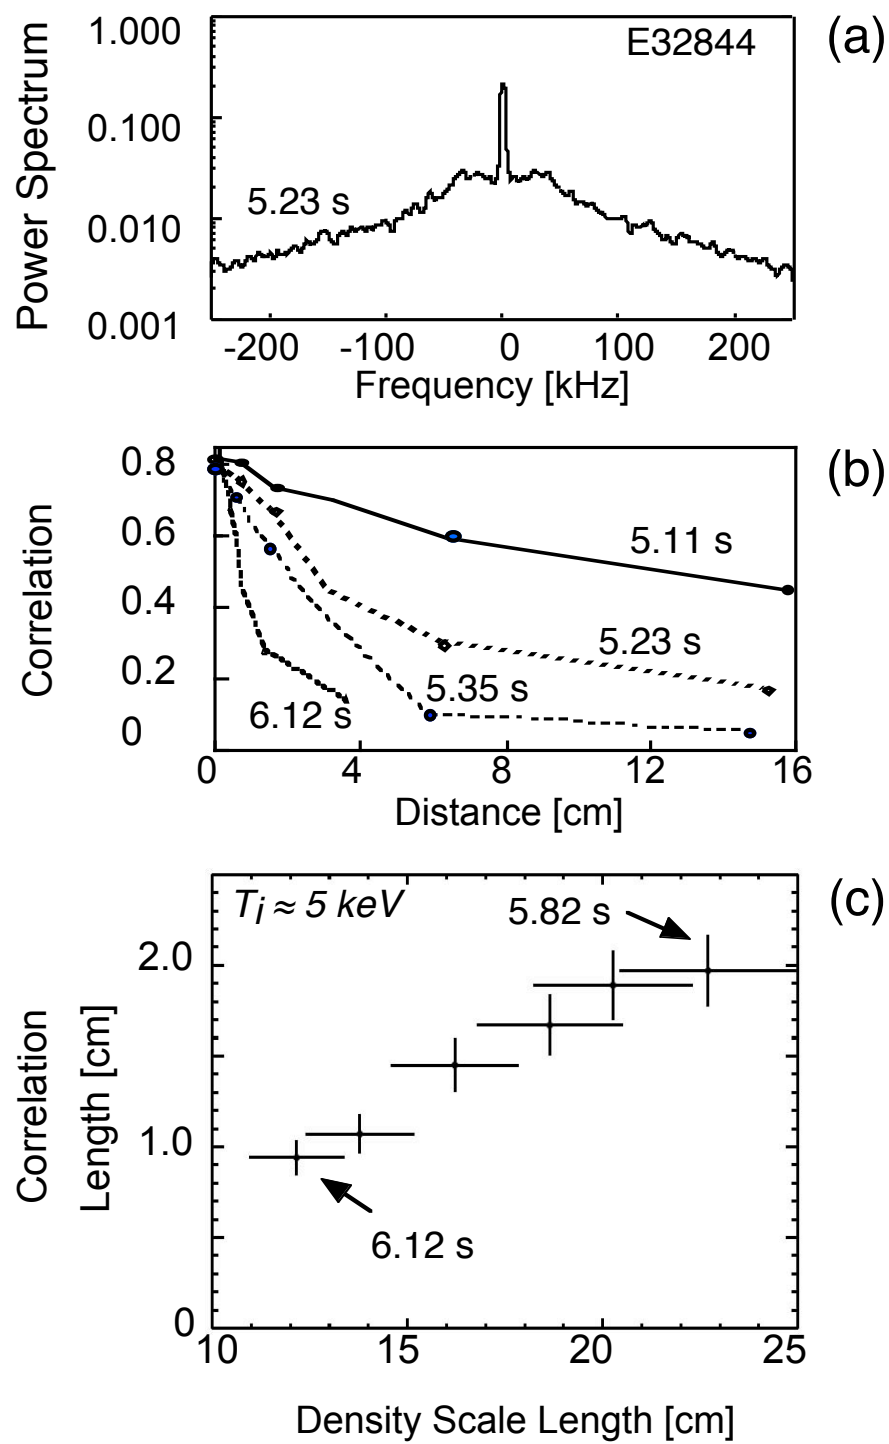 (a)
E32844
1.000
0.100
0.010
0.001
Power Spectrum
5.23 s
-200 -100 0 100 200
Frequency [kHz]
(b)
0.8
0.6
0.4
0.2
0
Correlation
5.11 s
5.23 s
5.35 s
6.12 s
0 4 8 12 16
Distance [cm]
(c)
Ti ≈ 5 keV
5.82 s
2.0
1.0
0
Correlation
Length [cm]
6.12 s
10 15 20 25
Density Scale Length [cm]